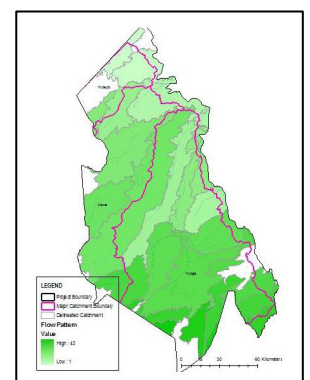 LEGEND
Project Boundary
Major Catchment Boundary
Delineated Catchment
Flow Pattern
Value
High : 43
Low : 1
0
15
30
60 Kilometers